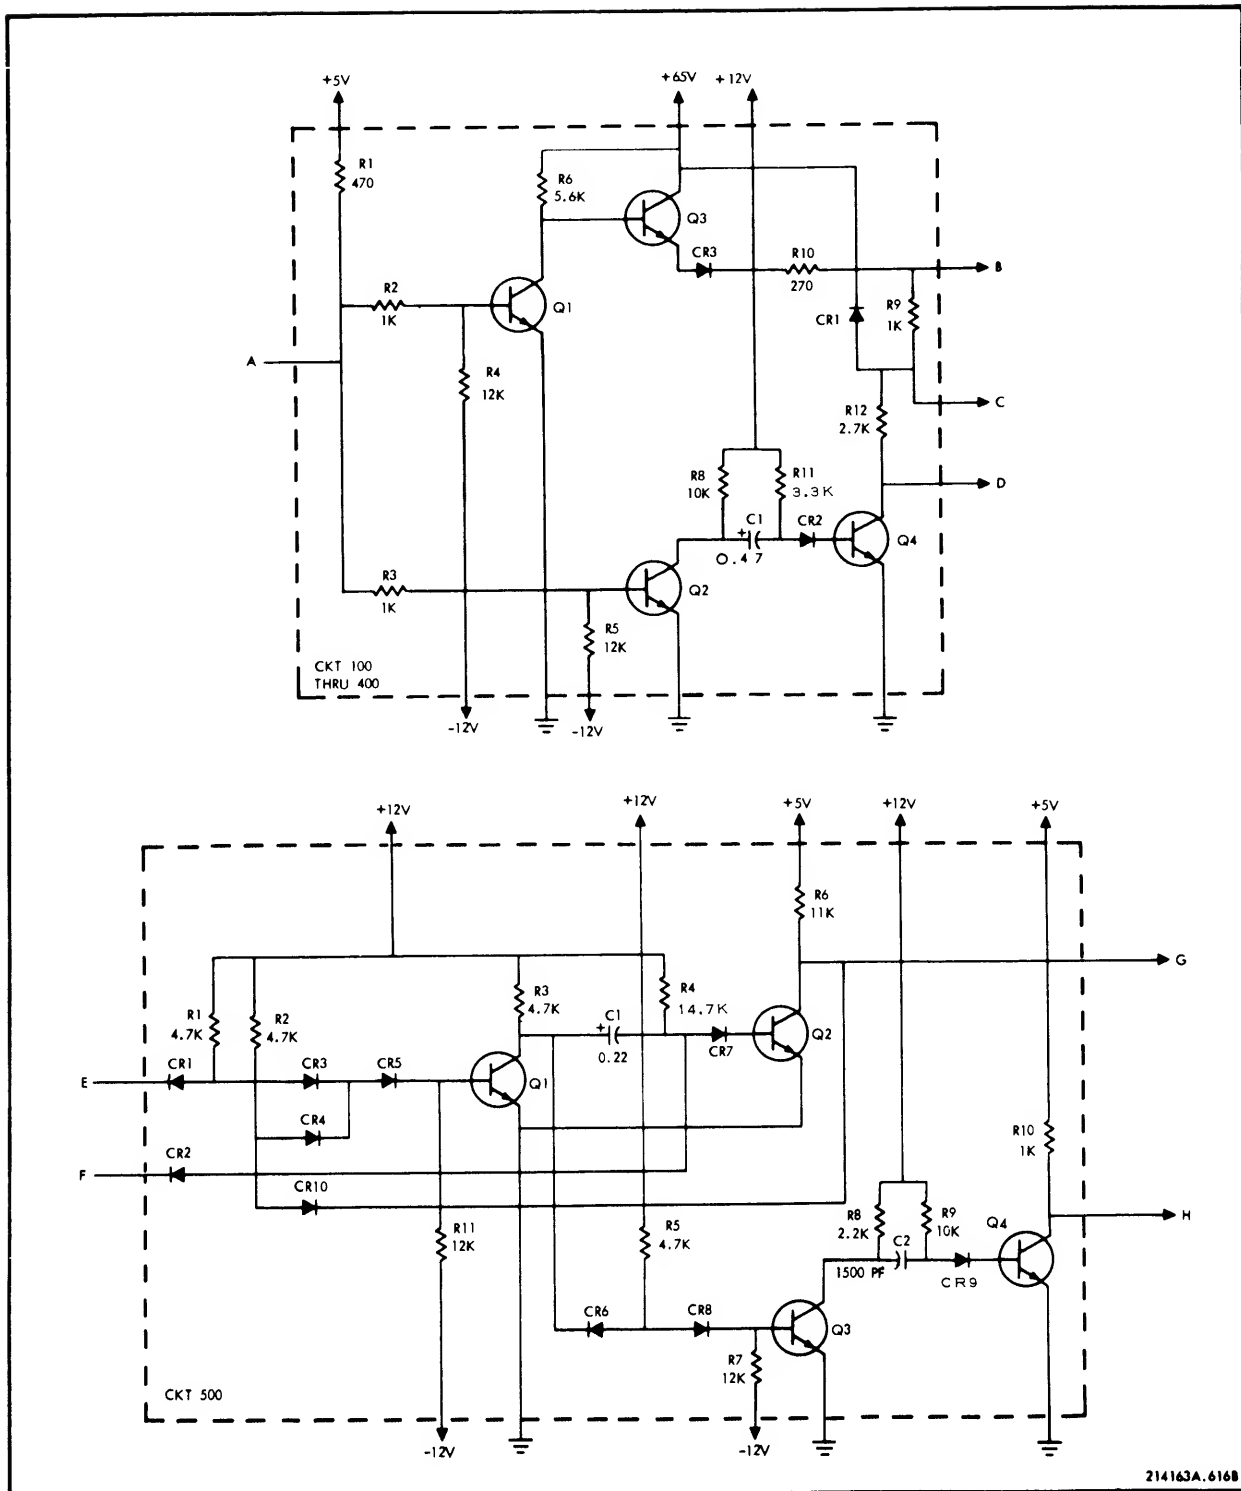 +5V
+65V
+12V
R1
470
R6
5.6K
Q3
CR3
R10
270
B
R2
1K
Q1
CR1
R9
1K
A
R4
12K
R12
2.7K
C
R8
10K
R11
3.3K
D
C1
+
0.47
CR2
Q4
R3
1K
Q2
R5
12K
CKT 100
THRU 400
-12V
-12V
+12V
+12V
+5V
+12V
+5V
R6
11K
G
R1
4.7K
R2
4.7K
R3
4.7K
C1
+
0.22
R4
14.7K
CR7
Q2
E
CR1
CR3
CR5
Q1
CR4
F
CR2
CR10
R10
1K
R11
12K
R5
4.7K
R8
2.2K
C2
R9
10K
Q4
H
1500 PF
CR9
CR6
CR8
Q3
R7
12K
CKT 500
-12V
-12V
214163A.616B